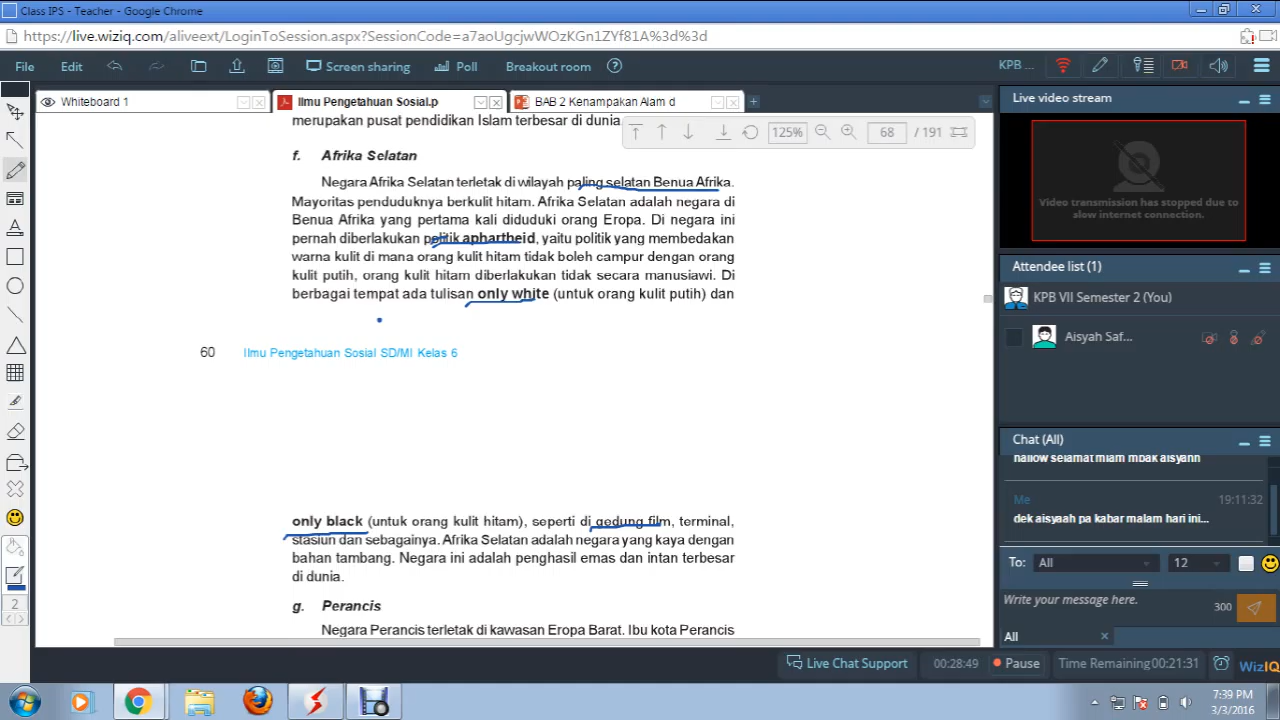 Class IPS - Teacher - Google Chrome
https://live.wiziq.com/aliveext/LoginToSession.aspx?SessionCode=a7aoUgcjwWOzKGn1ZYf81A%3d%3d
File Edit Screen sharing Poll Breakout room KPB ...
Whiteboard 1 Ilmu Pengetahuan Sosial.p BAB 2 Kenampakan Alam d
125% 68 / 191
merupakan pusat pendidikan Islam terbesar di dunia.
f. Afrika Selatan
Negara Afrika Selatan terletak di wilayah paling selatan Benua Afrika.
Mayoritas penduduknya berkulit hitam. Afrika Selatan adalah negara di
Benua Afrika yang pertama kali diduduki orang Eropa. Di negara ini
pernah diberlakukan politik aphartheid, yaitu politik yang membedakan
warna kulit di mana orang kulit hitam tidak boleh campur dengan orang
kulit putih, orang kulit hitam diberlakukan tidak secara manusiawi. Di
berbagai tempat ada tulisan only white (untuk orang kulit putih) dan
60 Ilmu Pengetahuan Sosial SD/MI Kelas 6
only black (untuk orang kulit hitam), seperti di gedung film, terminal,
stasiun dan sebagainya. Afrika Selatan adalah negara yang kaya dengan
bahan tambang. Negara ini adalah penghasil emas dan intan terbesar
di dunia.
g. Perancis
Negara Perancis terletak di kawasan Eropa Barat. Ibu kota Perancis
2
Live video stream
Video transmission has stopped due to
slow internet connection.
Attendee list (1)
KPB VII Semester 2 (You)
Aisyah Saf...
Chat (All)
hallow selamat mlam mbak aisyahh
Me 19:11:32
dek aisyaah pa kabar malam hari ini...
To: All 12
Write your message here. 300
All
Live Chat Support 00:28:49 Pause Time Remaining 00:21:31 WizIQ
7:39 PM
3/3/2016